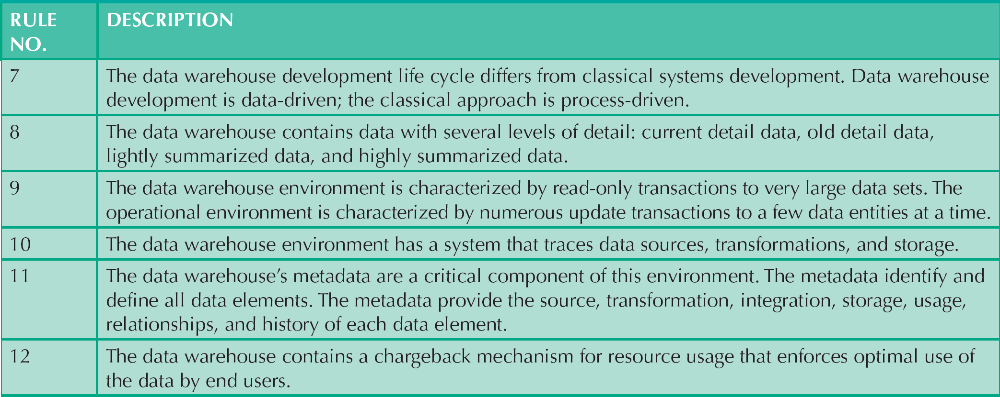 RULE NO. DESCRIPTION
7 The data warehouse development life cycle differs from classical systems development. Data warehouse
development is data-driven; the classical approach is process-driven.
8 The data warehouse contains data with several levels of detail: current detail data, old detail data,
lightly summarized data, and highly summarized data.
9 The data warehouse environment is characterized by read-only transactions to very large data sets. The
operational environment is characterized by numerous update transactions to a few data entities at a time.
10 The data warehouse environment has a system that traces data sources, transformations, and storage.
11 The data warehouse’s metadata are a critical component of this environment. The metadata identify and
define all data elements. The metadata provide the source, transformation, integration, storage, usage,
relationships, and history of each data element.
12 The data warehouse contains a chargeback mechanism for resource usage that enforces optimal use of
the data by end users.